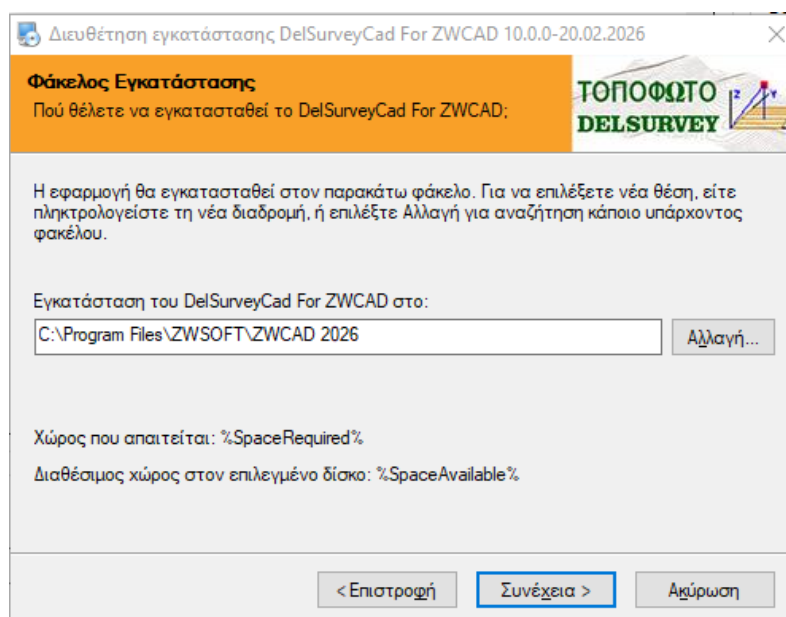 Διευθέτηση εγκατάστασης DelSurveyCad For ZWCAD 10.0.0-20.02.2026
Φάκελος Εγκατάστασης
Πού θέλετε να εγκατασταθεί το DelSurveyCad For ZWCAD;
ΤΟΠΟΦΩΤΟ
DELSURVEY
Z
Y
Η εφαρμογή θα εγκατασταθεί στον παρακάτω φάκελο. Για να επιλέξετε νέα θέση, είτε
πληκτρολογείστε τη νέα διαδρομή, ή επιλέξτε Αλλαγή για αναζήτηση κάποιο υπάρχοντος
φακέλου.
Εγκατάσταση του DelSurveyCad For ZWCAD στο:
C:\Program Files\ZWSOFT\ZWCAD 2026
Αλλαγή...
Χώρος που απαιτείται: %SpaceRequired%
Διαθέσιμος χώρος στον επιλεγμένο δίσκο: %SpaceAvailable%
< Επιστροφή
Συνέχεια >
Ακύρωση